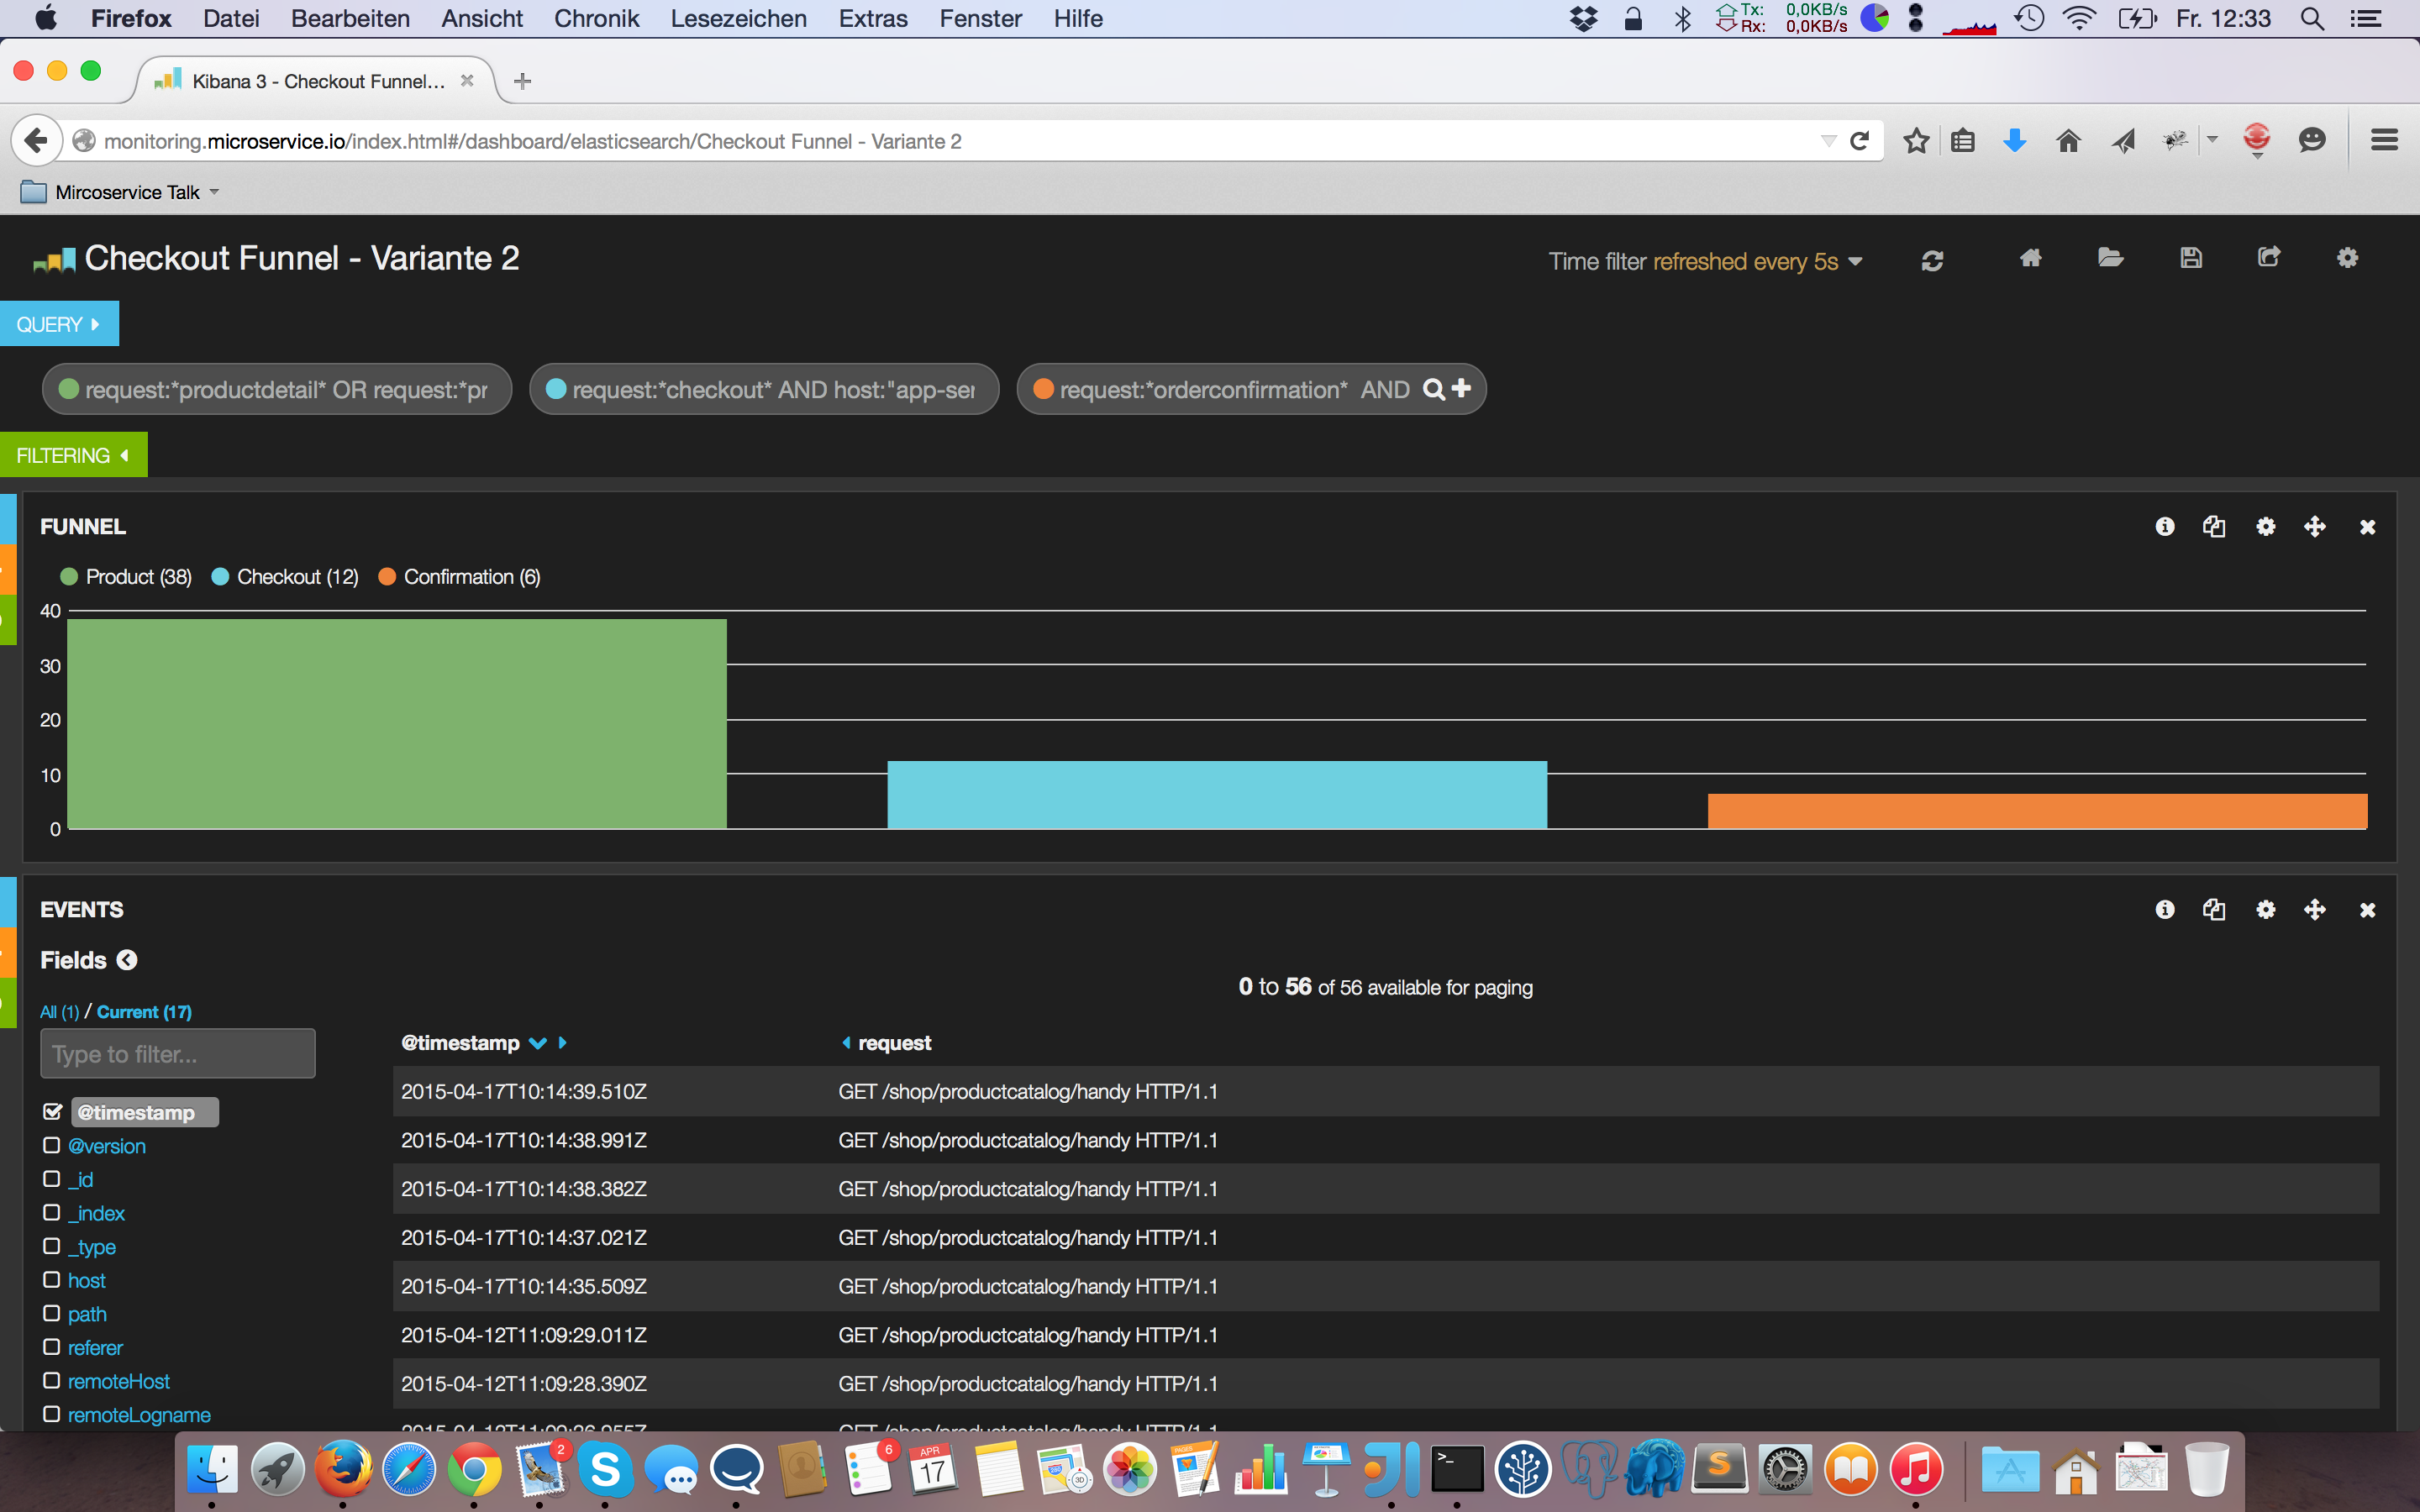 Firefox Datei Bearbeiten Ansicht Chronik Lesezeichen Extras Fenster Hilfe Tx: 0,0KB/s Rx: 0,0KB/s Fr. 12:33
Kibana 3 - Checkout Funnel...
monitoring.microservice.io/index.html#/dashboard/elasticsearch/Checkout Funnel - Variante 2
Mircoservice Talk
Checkout Funnel - Variante 2
Time filter refreshed every 5s
QUERY
request:*productdetail* OR request:*pr
request:*checkout* AND host:"app-ser
request:*orderconfirmation* AND
FILTERING
FUNNEL
Product (38) Checkout (12) Confirmation (6)
40
30
20
10
0
EVENTS
Fields
0 to 56 of 56 available for paging
All (1) / Current (17)
Type to filter...
@timestamp
@version
_id
_index
_type
host
path
referer
remoteHost
remoteLogname
@timestamp request
2015-04-17T10:14:39.510Z GET /shop/productcatalog/handy HTTP/1.1
2015-04-17T10:14:38.991Z GET /shop/productcatalog/handy HTTP/1.1
2015-04-17T10:14:38.382Z GET /shop/productcatalog/handy HTTP/1.1
2015-04-17T10:14:37.021Z GET /shop/productcatalog/handy HTTP/1.1
2015-04-17T10:14:35.509Z GET /shop/productcatalog/handy HTTP/1.1
2015-04-12T11:09:29.011Z GET /shop/productcatalog/handy HTTP/1.1
2015-04-12T11:09:28.390Z GET /shop/productcatalog/handy HTTP/1.1
2
6
APR
17
3D
PAGES
>_